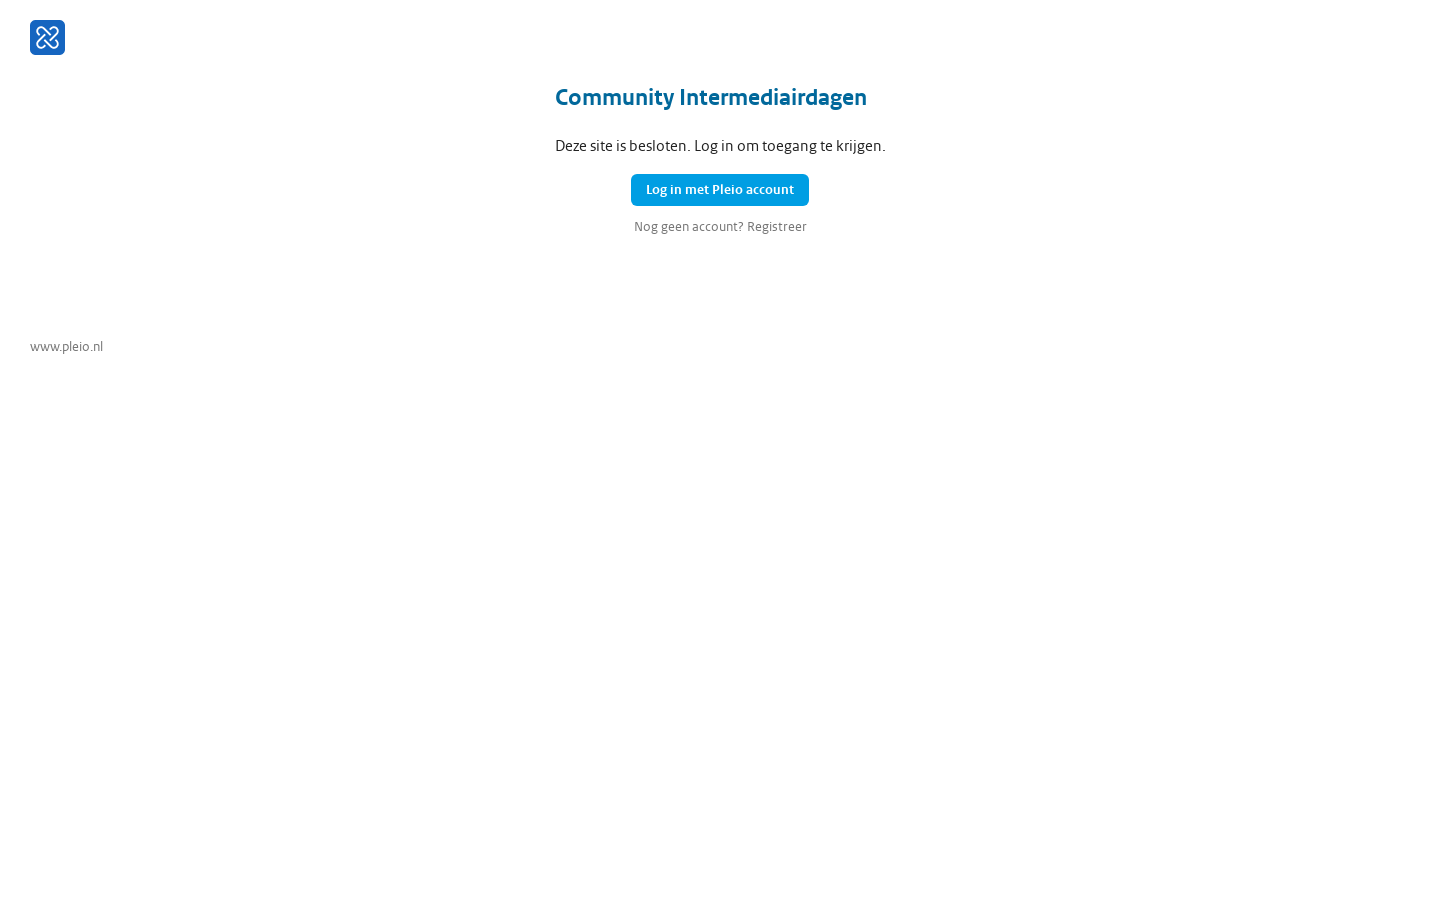 Community Intermediairdagen
Deze site is besloten. Log in om toegang te krijgen.
Log in met Pleio account
Nog geen account? Registreer
www.pleio.nl